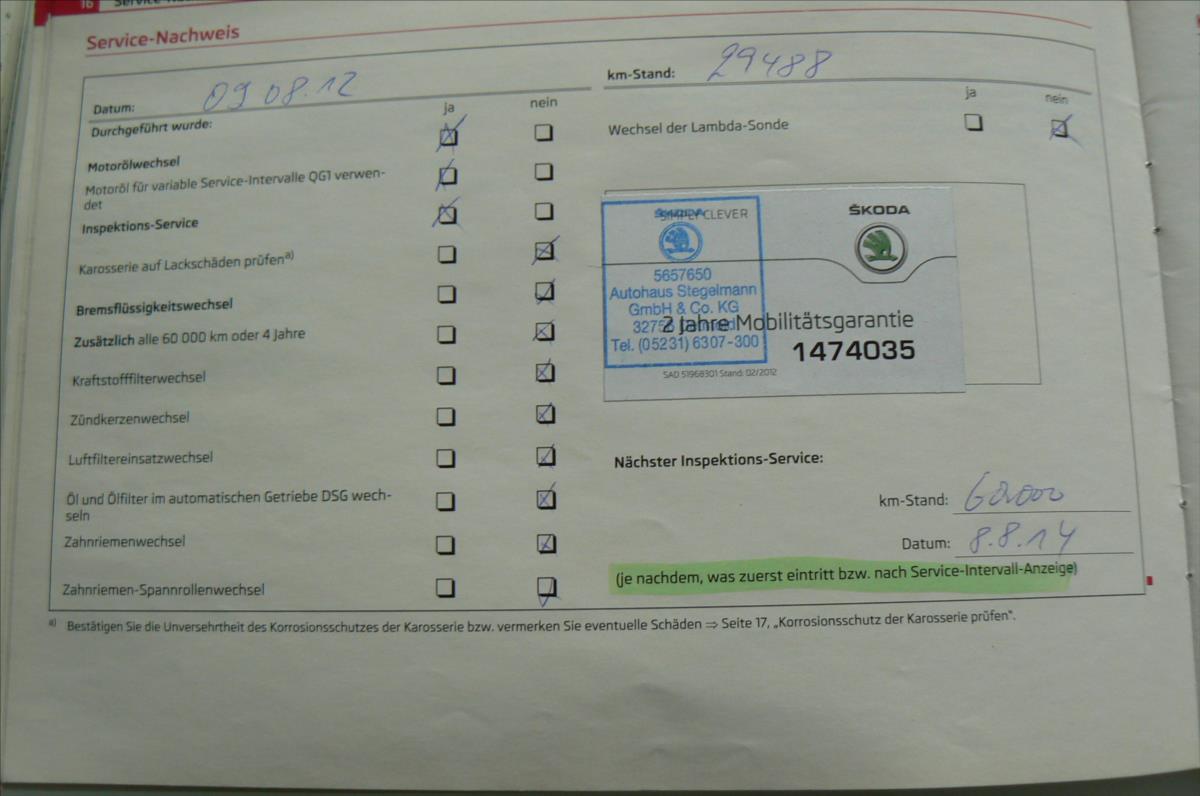 16
Service-Nachweis
Datum: 09 08.12
km-Stand: 29488
ja nein
ja nein
Durchgeführt wurde:
Wechsel der Lambda-Sonde
Motorölwechsel
Motoröl für variable Service-Intervalle QG1 verwen-
det
Inspektions-Service
Karosserie auf Lackschäden prüfen a)
Bremsflüssigkeitswechsel
Zusätzlich alle 60 000 km oder 4 Jahre
Kraftstofffilterwechsel
Zündkerzenwechsel
Luftfiltereinsatzwechsel
Öl und Ölfilter im automatischen Getriebe DSG wech-
seln
Zahnriemenwechsel
Zahnriemen-Spannrollenwechsel
SIMPLY CLEVER
ŠKODA
5657650
Autohaus Stegelmann
GmbH & Co. KG
Tel. (05231) 6307-300
2 Jahre Mobilitätsgarantie
1474035
SAD 51968301 Stand: 02/2012
Nächster Inspektions-Service:
km-Stand: 60.000
Datum: 8.8.14
(je nachdem, was zuerst eintritt bzw. nach Service-Intervall-Anzeige)
a) Bestätigen Sie die Unversehrtheit des Korrosionsschutzes der Karosserie bzw. vermerken Sie eventuelle Schäden ⇒ Seite 17, „Korrosionsschutz der Karosserie prüfen“.